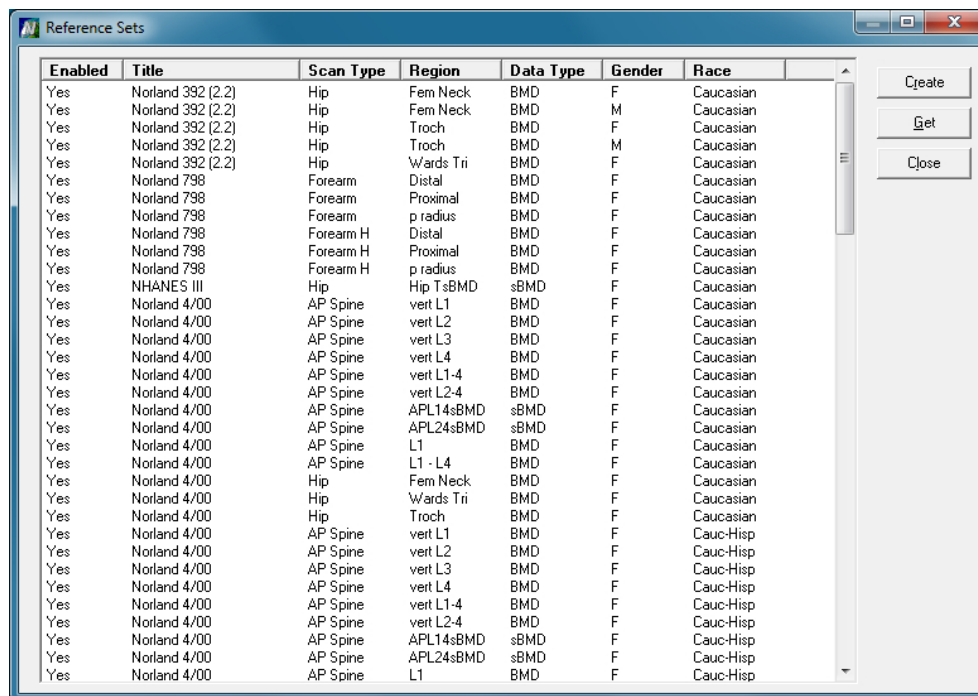 Reference Sets
Enabled Title Scan Type Region Data Type Gender Race
Yes Norland 392 (2.2) Hip Fem Neck BMD F Caucasian
Yes Norland 392 (2.2) Hip Fem Neck BMD M Caucasian
Yes Norland 392 (2.2) Hip Troch BMD F Caucasian
Yes Norland 392 (2.2) Hip Troch BMD M Caucasian
Yes Norland 392 (2.2) Hip Wards Tri BMD F Caucasian
Yes Norland 798 Forearm Distal BMD F Caucasian
Yes Norland 798 Forearm Proximal BMD F Caucasian
Yes Norland 798 Forearm p radius BMD F Caucasian
Yes Norland 798 Forearm H Distal BMD F Caucasian
Yes Norland 798 Forearm H Proximal BMD F Caucasian
Yes Norland 798 Forearm H p radius BMD F Caucasian
Yes NHANES III Hip Hip TsBMD sBMD F Caucasian
Yes Norland 4/00 AP Spine vert L1 BMD F Caucasian
Yes Norland 4/00 AP Spine vert L2 BMD F Caucasian
Yes Norland 4/00 AP Spine vert L3 BMD F Caucasian
Yes Norland 4/00 AP Spine vert L4 BMD F Caucasian
Yes Norland 4/00 AP Spine vert L1-4 BMD F Caucasian
Yes Norland 4/00 AP Spine vert L2-4 BMD F Caucasian
Yes Norland 4/00 AP Spine APL14sBMD sBMD F Caucasian
Yes Norland 4/00 AP Spine APL24sBMD sBMD F Caucasian
Yes Norland 4/00 AP Spine L1 BMD F Caucasian
Yes Norland 4/00 AP Spine L1 - L4 BMD F Caucasian
Yes Norland 4/00 Hip Fem Neck BMD F Caucasian
Yes Norland 4/00 Hip Wards Tri BMD F Caucasian
Yes Norland 4/00 Hip Troch BMD F Caucasian
Yes Norland 4/00 AP Spine vert L1 BMD F Cauc-Hisp
Yes Norland 4/00 AP Spine vert L2 BMD F Cauc-Hisp
Yes Norland 4/00 AP Spine vert L3 BMD F Cauc-Hisp
Yes Norland 4/00 AP Spine vert L4 BMD F Cauc-Hisp
Yes Norland 4/00 AP Spine vert L1-4 BMD F Cauc-Hisp
Yes Norland 4/00 AP Spine vert L2-4 BMD F Cauc-Hisp
Yes Norland 4/00 AP Spine APL14sBMD sBMD F Cauc-Hisp
Yes Norland 4/00 AP Spine APL24sBMD sBMD F Cauc-Hisp
Yes Norland 4/00 AP Spine L1 BMD F Cauc-Hisp
Create
Get
Close